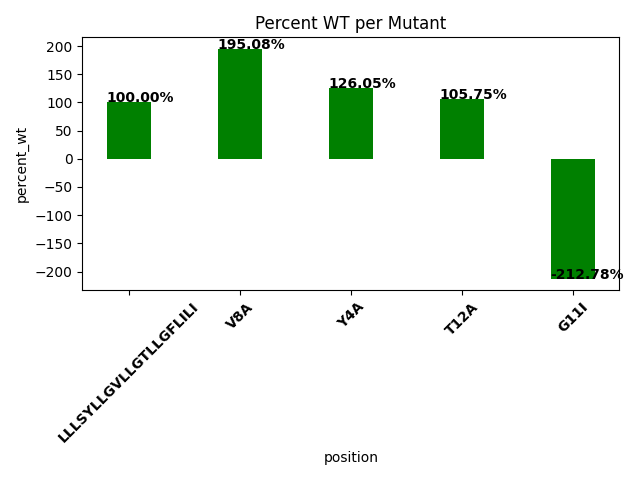 Percent WT per Mutant
percent_wt
200
150
100
50
0
−50
−100
−150
−200
100.00%
195.08%
126.05%
105.75%
-212.78%
LLLSYLLGVLLGTLLGFLILI
V8A
Y4A
T12A
G11I
position